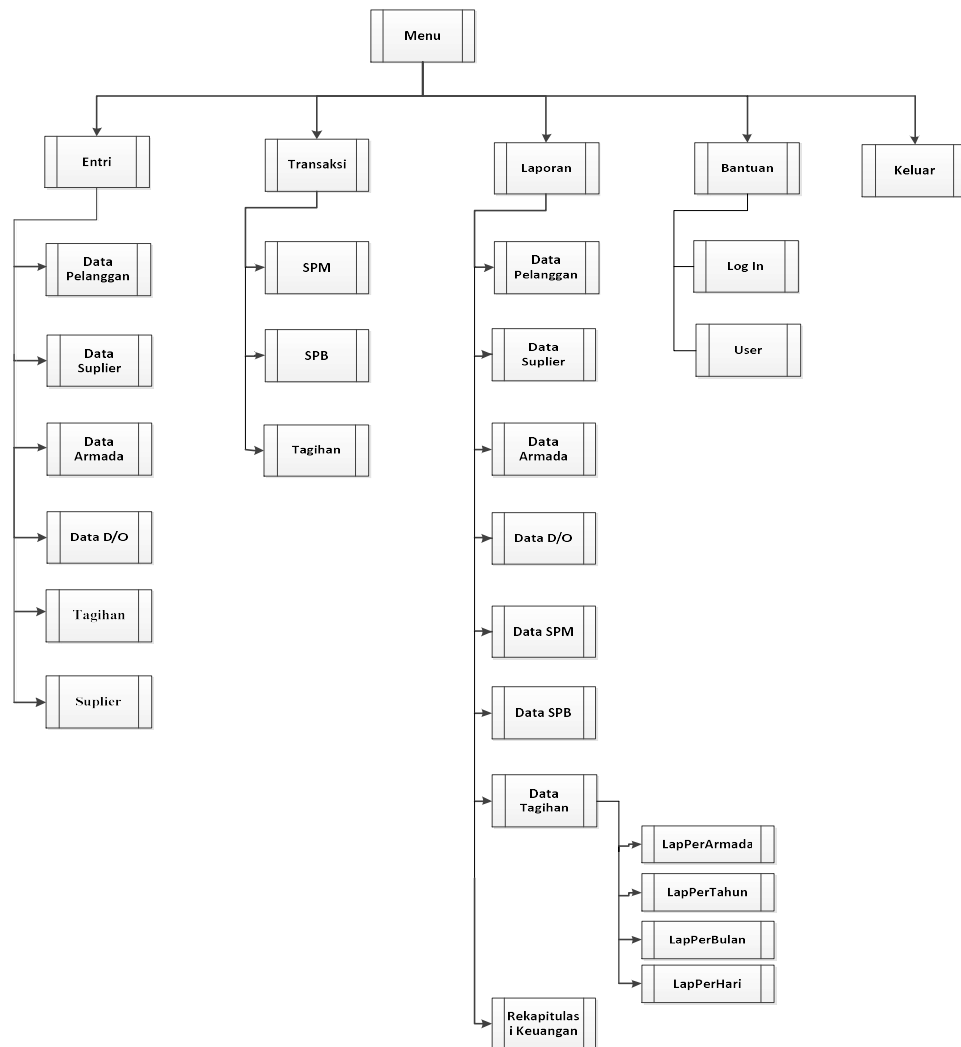 Menu
Entri
Transaksi
Laporan
Bantuan
Keluar
Data
Pelanggan
Data
Suplier
Data
Armada
Data D/O
Tagihan
Suplier
SPM
SPB
Tagihan
Data
Pelanggan
Data
Suplier
Data
Armada
Data D/O
Data SPM
Data SPB
Data
Tagihan
LapPerArmada
LapPerTahun
LapPerBulan
LapPerHari
Rekapitulas
i Keuangan
Log In
User